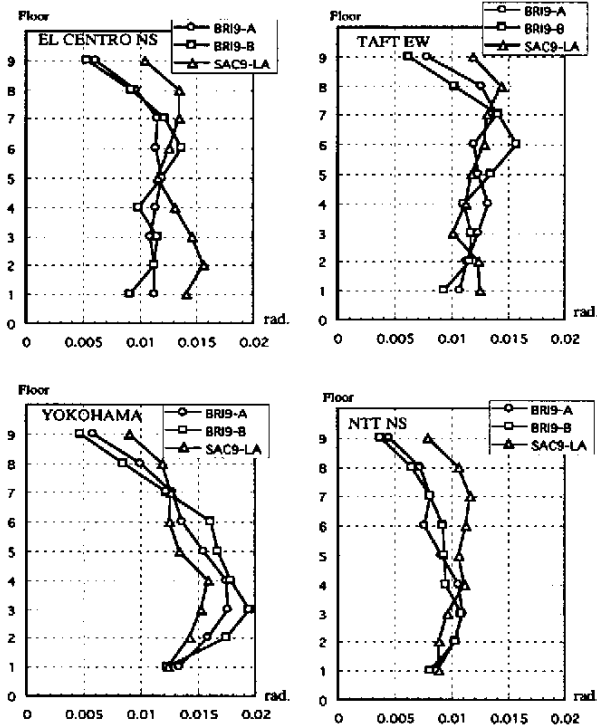 Floor
EL CENTRO NS
BRI9-A
BRI9-B
SAC9-LA
9
8
7
6
5
4
3
2
1
0
rad.
0 0.005 0.01 0.015 0.02
Floor
TAFT EW
BRI9-A
BRI9-B
SAC9-LA
9
8
7
6
5
4
3
2
1
0
rad.
0 0.005 0.01 0.015 0.02
Floor
YOKOHAMA
BRI9-A
BRI9-B
SAC9-LA
9
8
7
6
5
4
3
2
1
0
rad.
0 0.005 0.01 0.015 0.02
Floor
NTT NS
BRI9-A
BRI9-B
SAC9-LA
9
8
7
6
5
4
3
2
1
0
rad.
0 0.005 0.01 0.015 0.02